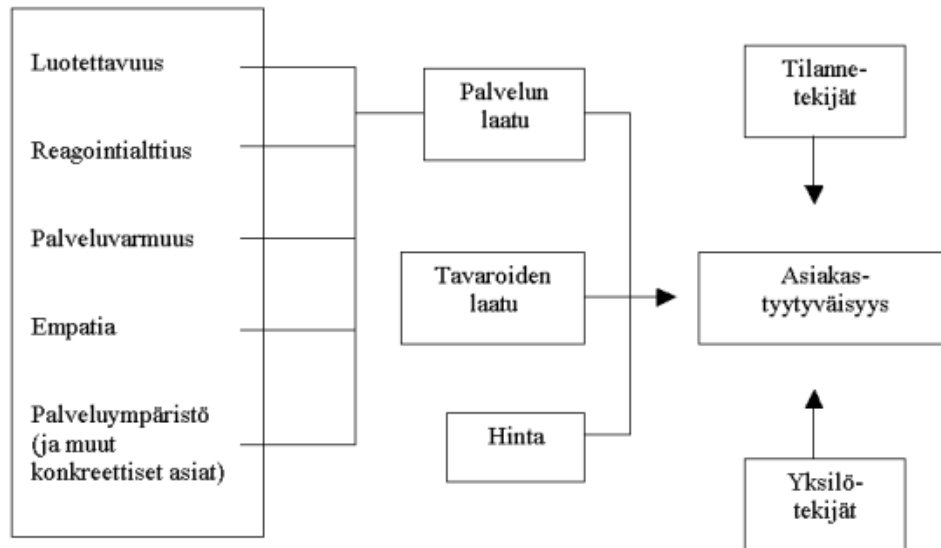 Luotettavuus
Reagointialttius
Palveluvarmuus
Empatia
Palveluympäristö
(ja muut
konkreettiset asiat)
Palvelun
laatu
Tavaroiden
laatu
Hinta
Tilanne-
tekijät
Asiakas-
tyytyväisyys
Yksilö-
tekijät